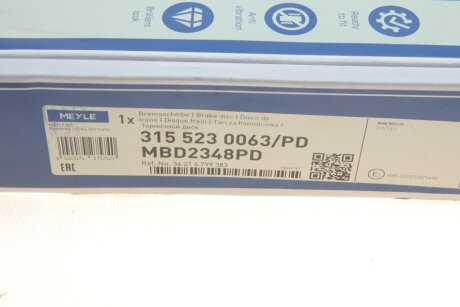 Brilliant
look
Anti
vibration
Ready
to fit
MEYLE
1x
Bremsscheibe | Brake disc | Disco de
freno | Disque frein | Tarcza hamulcowa |
Тормозной диск
315 523 0063/PD
MBD2348PD
Ref. No. 34 21 6 799 383
EAC